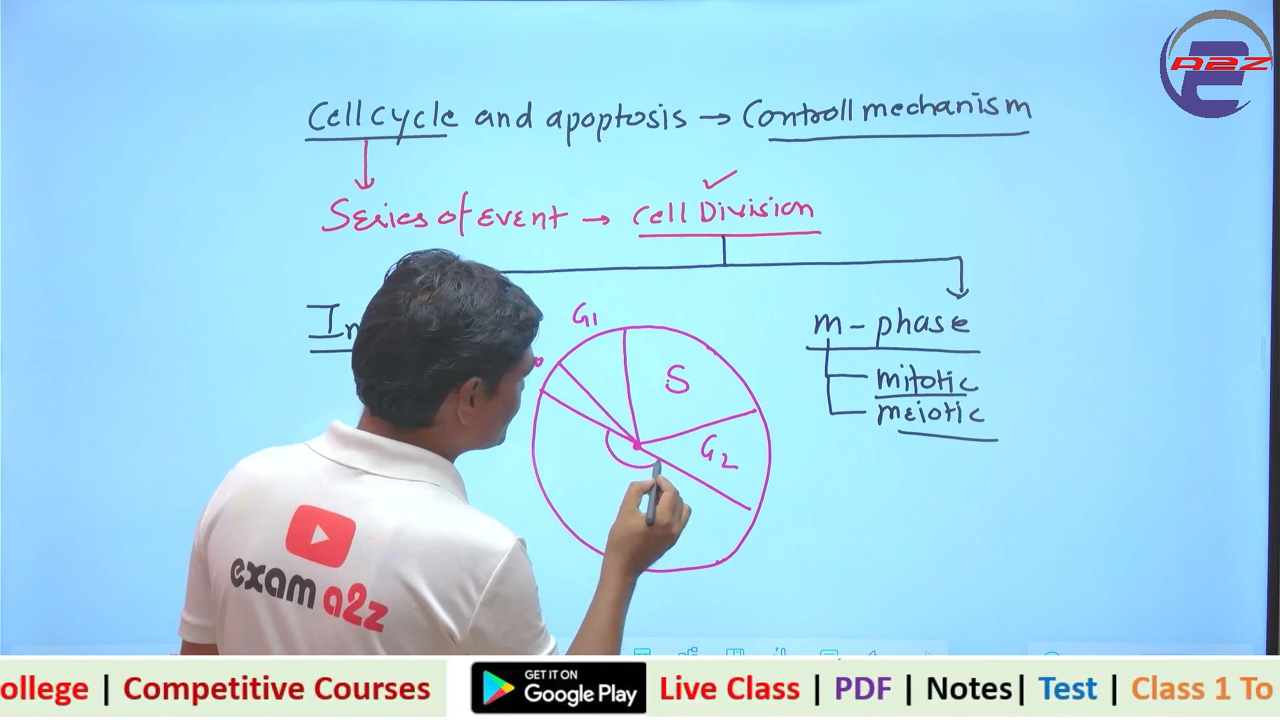 A2Z
Cell cycle and apoptosis → Controll mechanism
Series of event → Cell Division
G1
S
G2
m - phase
mitotic
meiotic
exam a2z
ollege | Competitive Courses
GET IT ON
Google Play
Live Class | PDF | Notes | Test | Class 1 To